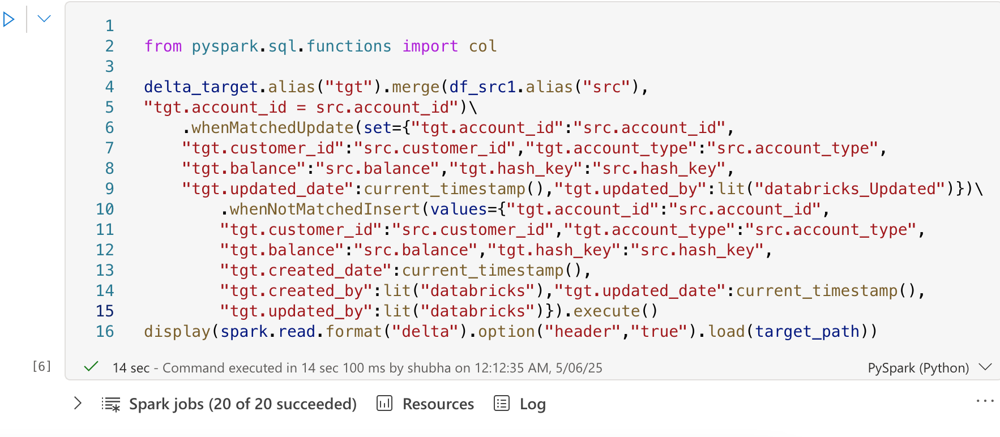 1
2 from pyspark.sql.functions import col
3
4 delta_target.alias("tgt").merge(df_src1.alias("src"),
5 "tgt.account_id = src.account_id")\
6 .whenMatchedUpdate(set={"tgt.account_id":"src.account_id",
7 "tgt.customer_id":"src.customer_id","tgt.account_type":"src.account_type",
8 "tgt.balance":"src.balance","tgt.hash_key":"src.hash_key",
9 "tgt.updated_date":current_timestamp(),"tgt.updated_by":lit("databricks_Updated")})\
10 .whenNotMatchedInsert(values={"tgt.account_id":"src.account_id",
11 "tgt.customer_id":"src.customer_id","tgt.account_type":"src.account_type",
12 "tgt.balance":"src.balance","tgt.hash_key":"src.hash_key",
13 "tgt.created_date":current_timestamp(),
14 "tgt.created_by":lit("databricks"),"tgt.updated_date":current_timestamp(),
15 "tgt.updated_by":lit("databricks")}).execute()
16 display(spark.read.format("delta").option("header","true").load(target_path))
[6] 14 sec - Command executed in 14 sec 100 ms by shubha on 12:12:35 AM, 5/06/25 PySpark (Python)
Spark jobs (20 of 20 succeeded) Resources Log